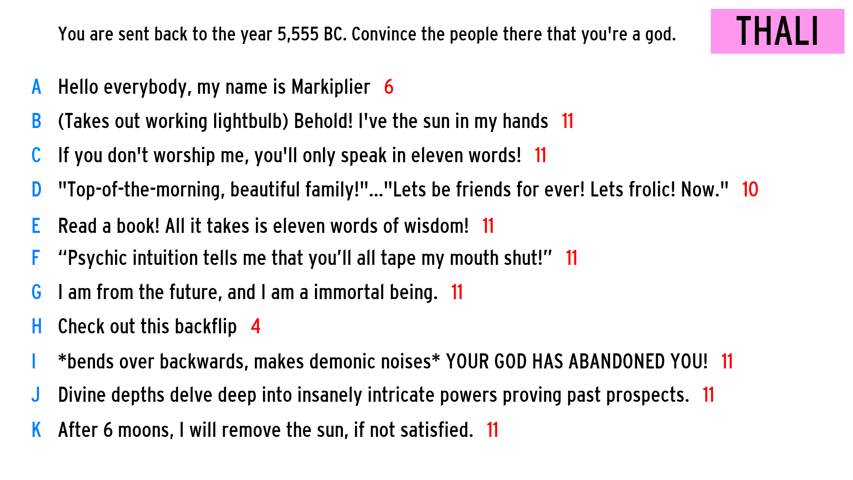 You are sent back to the year 5,555 BC. Convince the people there that you're a god.
THALI
A Hello everybody, my name is Markiplier 6
B (Takes out working lightbulb) Behold! I've the sun in my hands 11
C If you don't worship me, you'll only speak in eleven words! 11
D "Top-of-the-morning, beautiful family!"..."Lets be friends for ever! Lets frolic! Now." 10
E Read a book! All it takes is eleven words of wisdom! 11
F “Psychic intuition tells me that you’ll all tape my mouth shut!” 11
G I am from the future, and I am a immortal being. 11
H Check out this backflip 4
I *bends over backwards, makes demonic noises* YOUR GOD HAS ABANDONED YOU! 11
J Divine depths delve deep into insanely intricate powers proving past prospects. 11
K After 6 moons, I will remove the sun, if not satisfied. 11